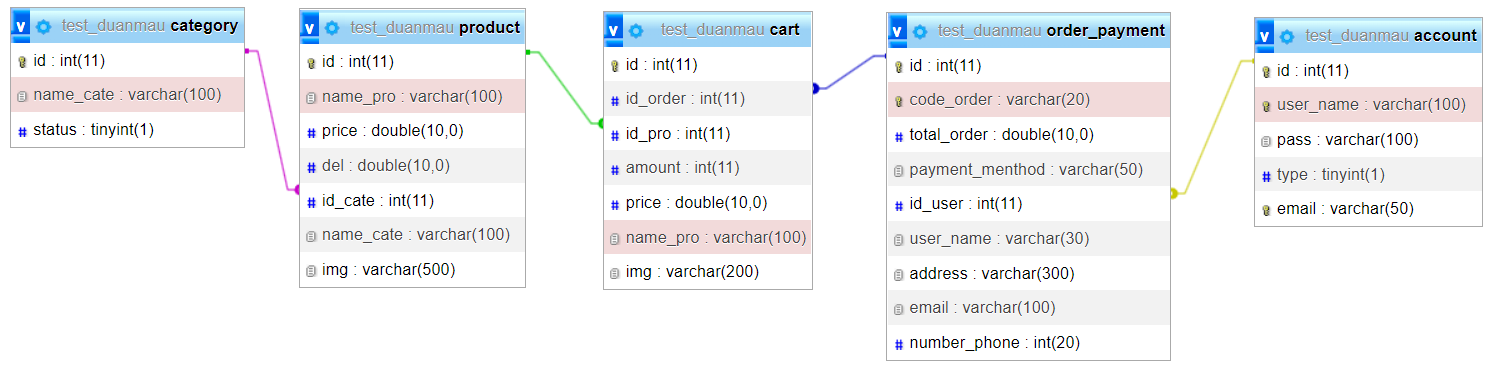 v test_duanmau category
id : int(11)
name_cate : varchar(100)
# status : tinyint(1)
v test_duanmau product
id : int(11)
name_pro : varchar(100)
# price : double(10,0)
# del : double(10,0)
# id_cate : int(11)
name_cate : varchar(100)
img : varchar(500)
v test_duanmau cart
id : int(11)
# id_order : int(11)
# id_pro : int(11)
# amount : int(11)
# price : double(10,0)
name_pro : varchar(100)
img : varchar(200)
v test_duanmau order_payment
id : int(11)
code_order : varchar(20)
# total_order : double(10,0)
payment_menthod : varchar(50)
# id_user : int(11)
user_name : varchar(30)
address : varchar(300)
email : varchar(100)
# number_phone : int(20)
v test_duanmau account
id : int(11)
user_name : varchar(100)
pass : varchar(100)
# type : tinyint(1)
email : varchar(50)